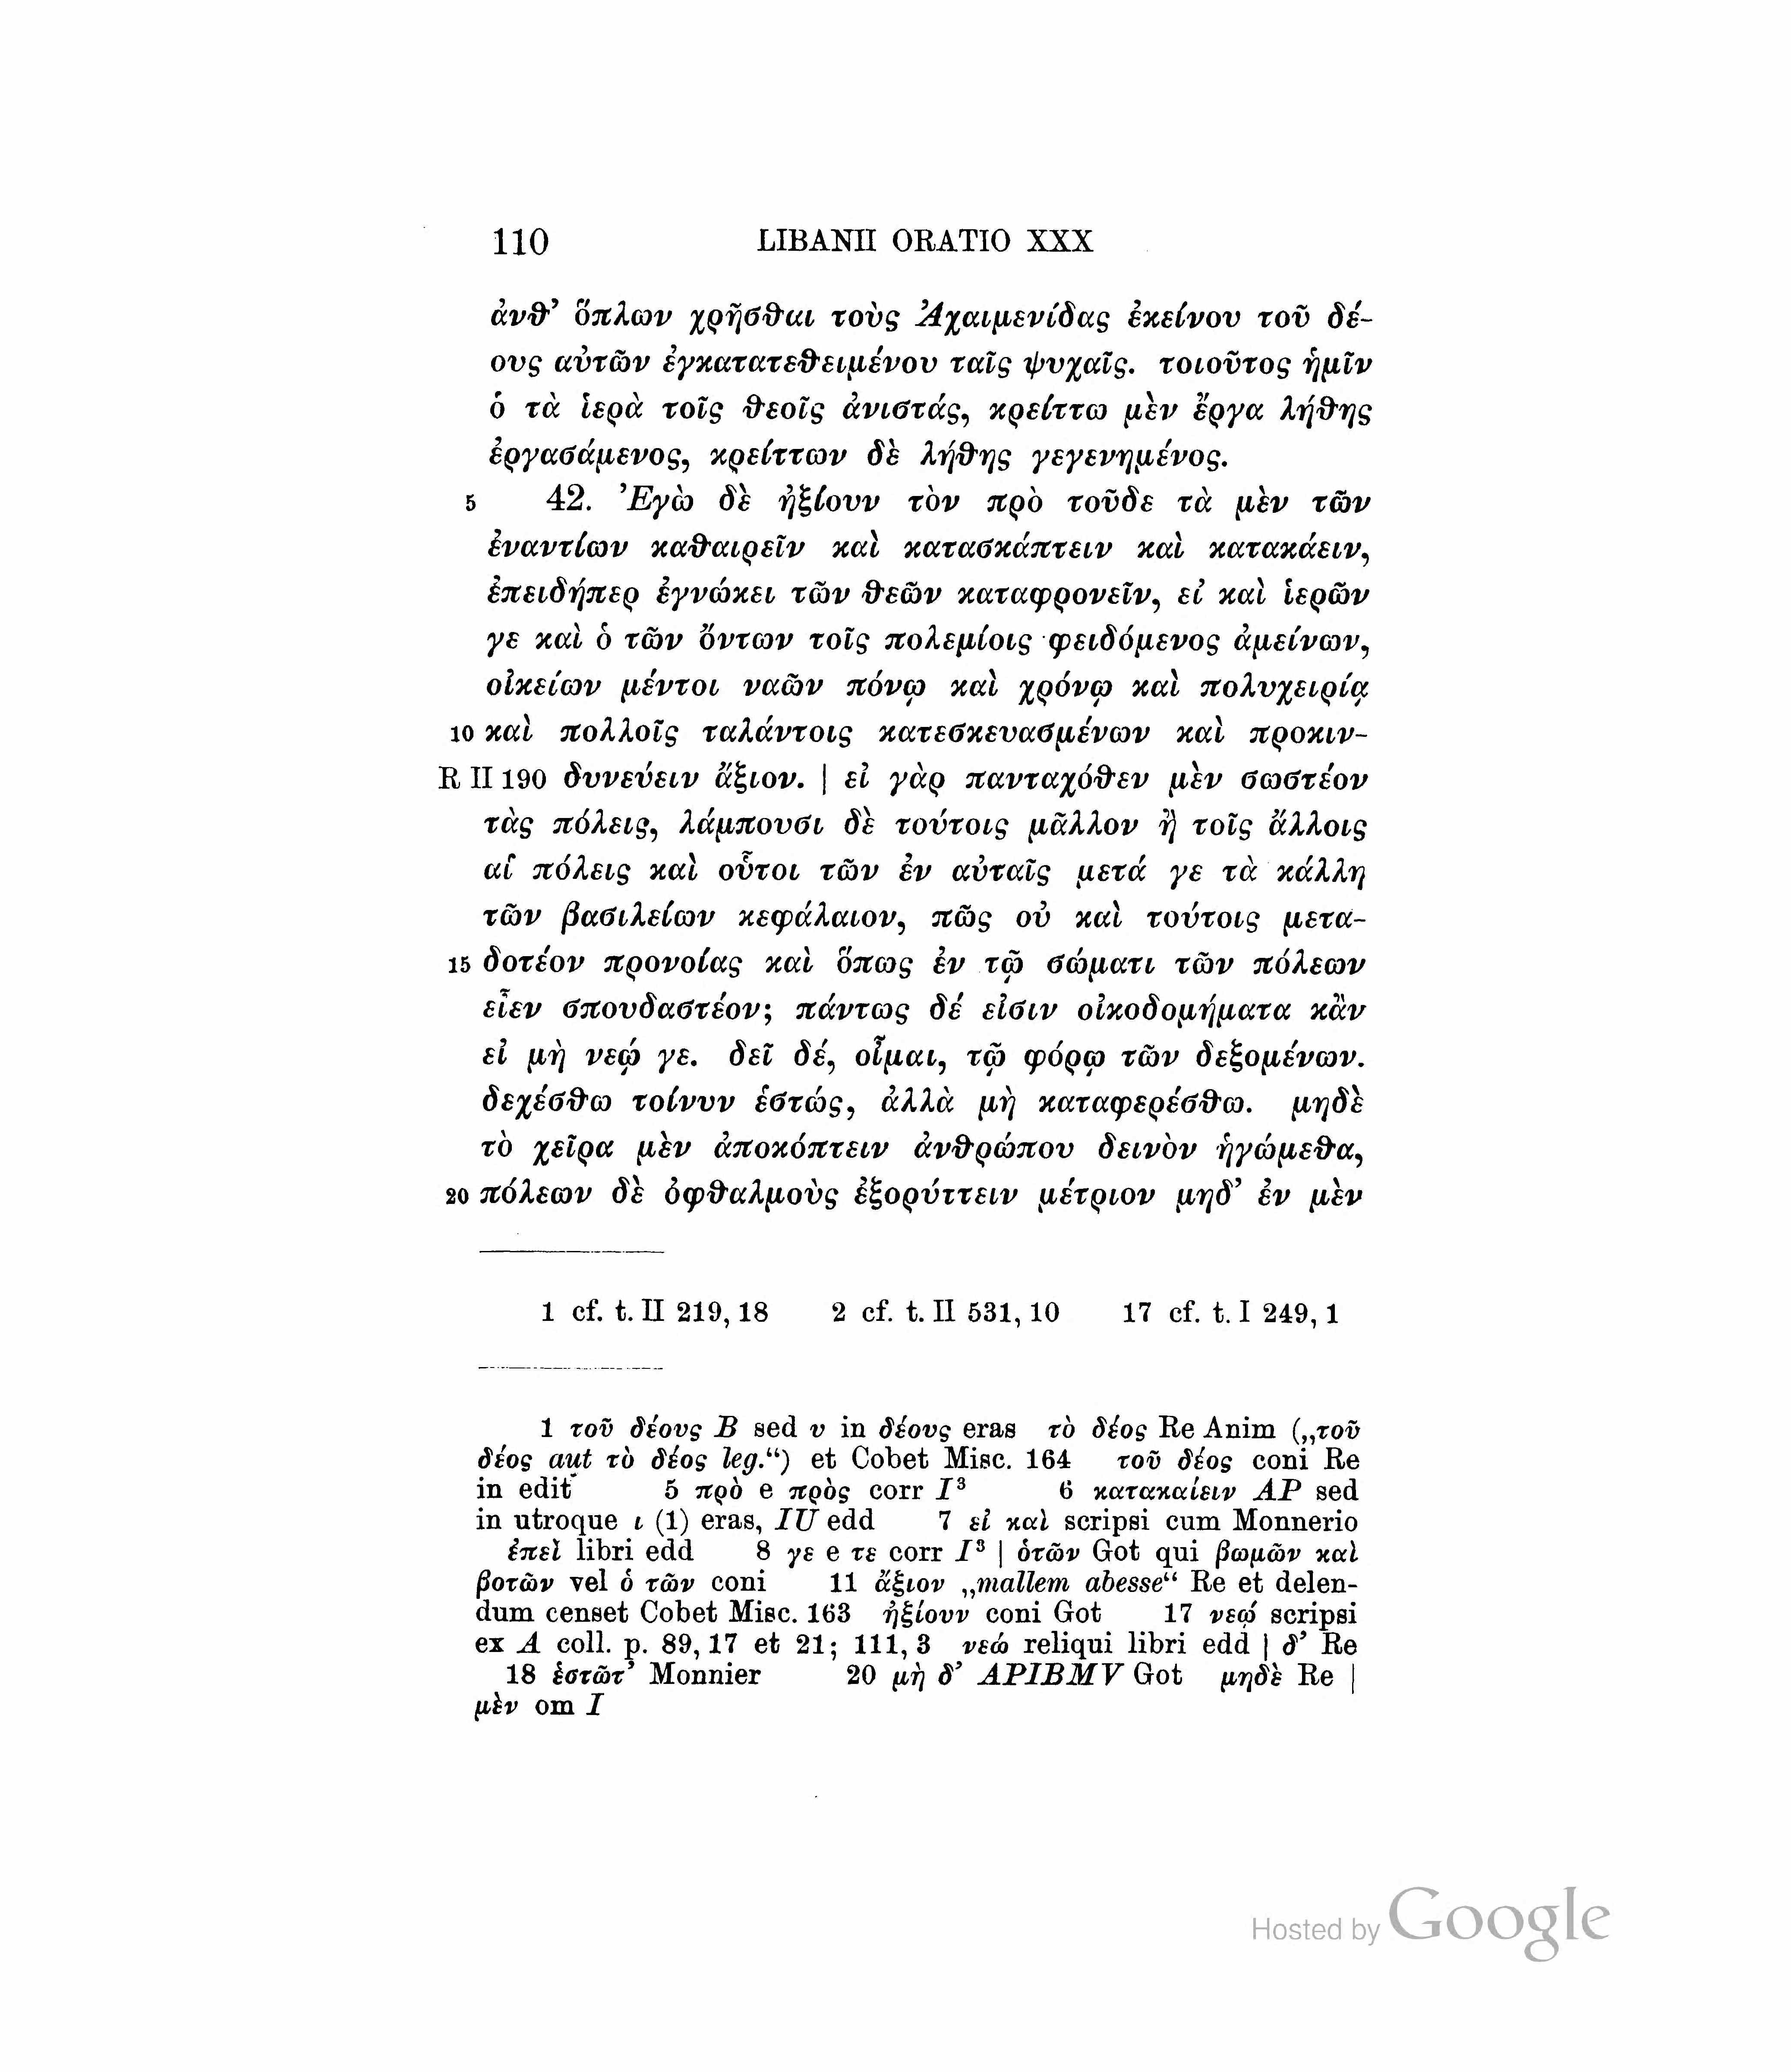 110 LIBANII ORATIO XXX
ἀνθ’ ὅπλων χρῆσθαι τοὺς Ἀχαιμενίδας ἐκείνου τοῦ δέ-
ους αὐτῶν ἐγκατατεθειμένου ταῖς ψυχαῖς. τοιοῦτος ἡμῖν
ὁ τὰ ἱερὰ τοῖς θεοῖς ἀνιστάς, κρείττω μὲν ἔργα λήθης
ἐργασάμενος, κρείττων δὲ λήθης γεγενημένος.
5 42. Ἐγὼ δὲ ἠξίουν τὸν πρὸ τοῦδε τὰ μὲν τῶν
ἐναντίων καθαιρεῖν καὶ κατασκάπτειν καὶ κατακάειν,
ἐπειδήπερ ἐγνώκει τῶν θεῶν καταφρονεῖν, εἰ καὶ ἱερῶν
γε καὶ ὁ τῶν ὄντων τοῖς πολεμίοις φειδόμενος ἀμείνων,
οἰκείων μέντοι ναῶν πόνῳ καὶ χρόνῳ καὶ πολυχειρίᾳ
10 καὶ πολλοῖς ταλάντοις κατεσκευασμένων καὶ προκιν-
R II 190 δυνεύειν ἄξιον. | εἰ γὰρ πανταχόθεν μὲν σωστέον
τὰς πόλεις, λάμπουσι δὲ τούτοις μᾶλλον ἢ τοῖς ἄλλοις
αἱ πόλεις καὶ οὗτοι τῶν ἐν αὐταῖς μετά γε τὰ κάλλη
τῶν βασιλείων κεφάλαιον, πῶς οὐ καὶ τούτοις μετα-
15 δοτέον προνοίας καὶ ὅπως ἐν τῷ σώματι τῶν πόλεων
εἶεν σπουδαστέον; πάντως δέ εἰσιν οἰκοδομήματα κἂν
εἰ μὴ νεῴ γε. δεῖ δέ, οἶμαι, τῷ φόρῳ τῶν δεξομένων.
δεχέσθω τοίνυν ἑστώς, ἀλλὰ μὴ καταφερέσθω. μηδὲ
τὸ χεῖρα μὲν ἀποκόπτειν ἀνθρώπου δεινὸν ἡγώμεθα,
20 πόλεων δὲ ὀφθαλμοὺς ἐξορύττειν μέτριον μηδ’ ἐν μὲν
1 cf. t. II 219, 18 2 cf. t. II 531, 10 17 cf. t. I 249, 1
1 τοῦ δέους B sed υ in δέους eras τὸ δέος Re Anim („τοῦ
δέος aut τὸ δέος leg.“) et Cobet Misc. 164 τοῦ δέος coni Re
in edit 5 πρὸ e πρὸς corr I³ 6 κατακαίειν AP sed
in utroque ι (1) eras, IU edd 7 εἰ καὶ scripsi cum Monnerio
ἐπεὶ libri edd 8 γε e τε corr I³ | ὁτῶν Got qui βωμῶν καὶ
βοτῶν vel ὁ τῶν coni 11 ἄξιον „mallem abesse“ Re et delen-
dum censet Cobet Misc. 163 ἠξίουν coni Got 17 νεῴ scripsi
ex A coll. p. 89, 17 et 21; 111, 3 νεώ reliqui libri edd | δ’ Re
18 ἑστῶτ’ Monnier 20 μὴ δ’ APIBMV Got μηδὲ Re |
μὲν om I
Hosted by Google